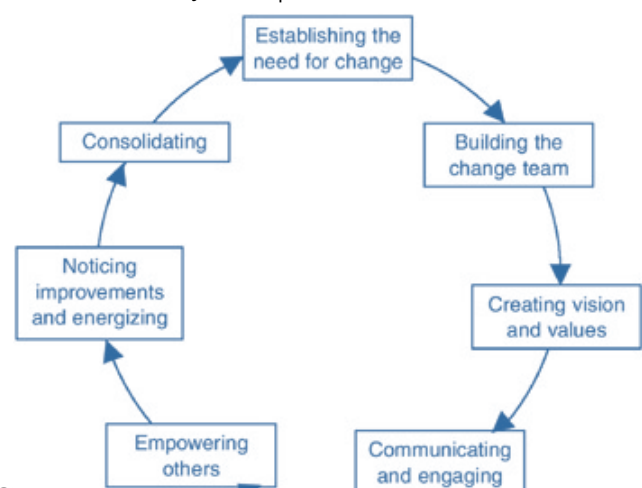 Establishing the
need for change
Building the
change team
Creating vision
and values
Communicating
and engaging
Empowering
others
Noticing
improvements
and energizing
Consolidating